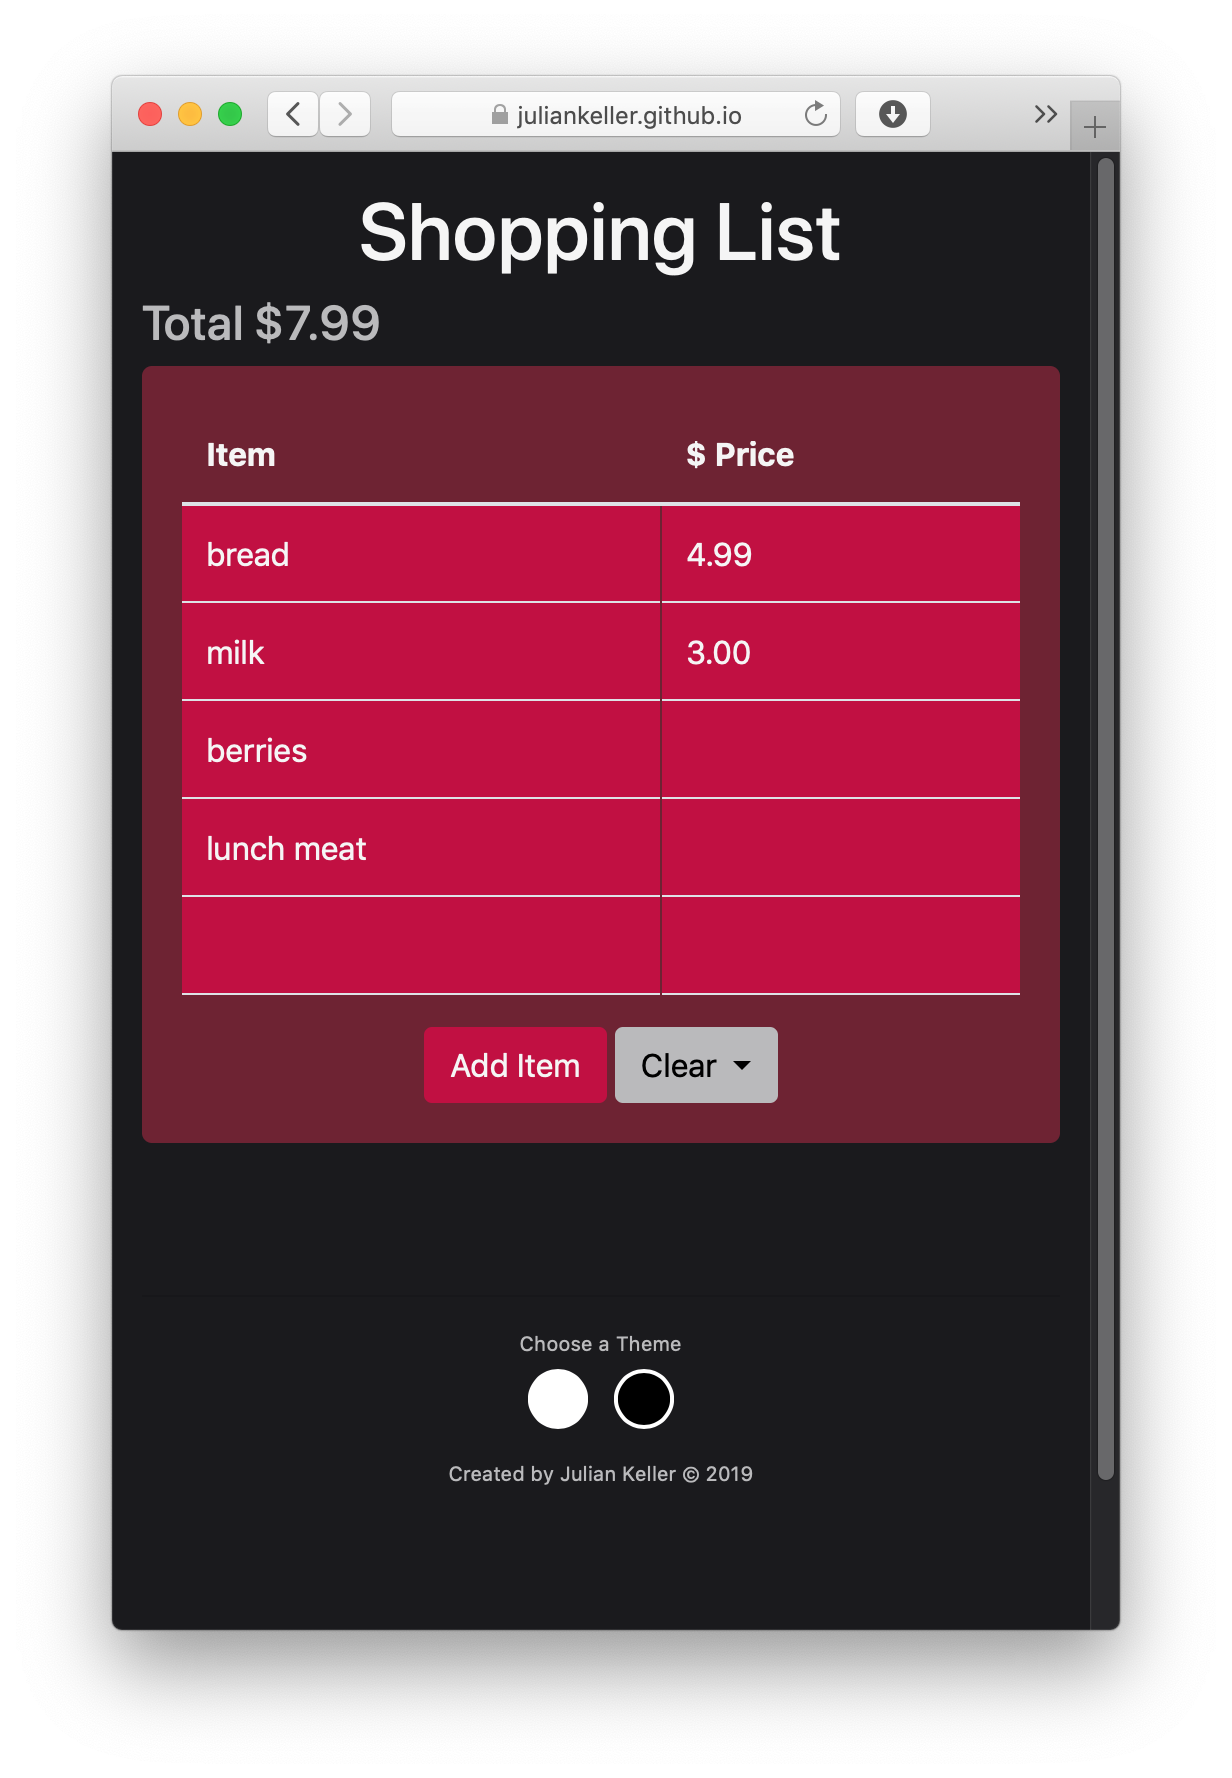 juliankeller.github.io
Shopping List
Total $7.99
Item $ Price
bread 4.99
milk 3.00
berries
lunch meat
Add Item Clear
Choose a Theme
Created by Julian Keller © 2019